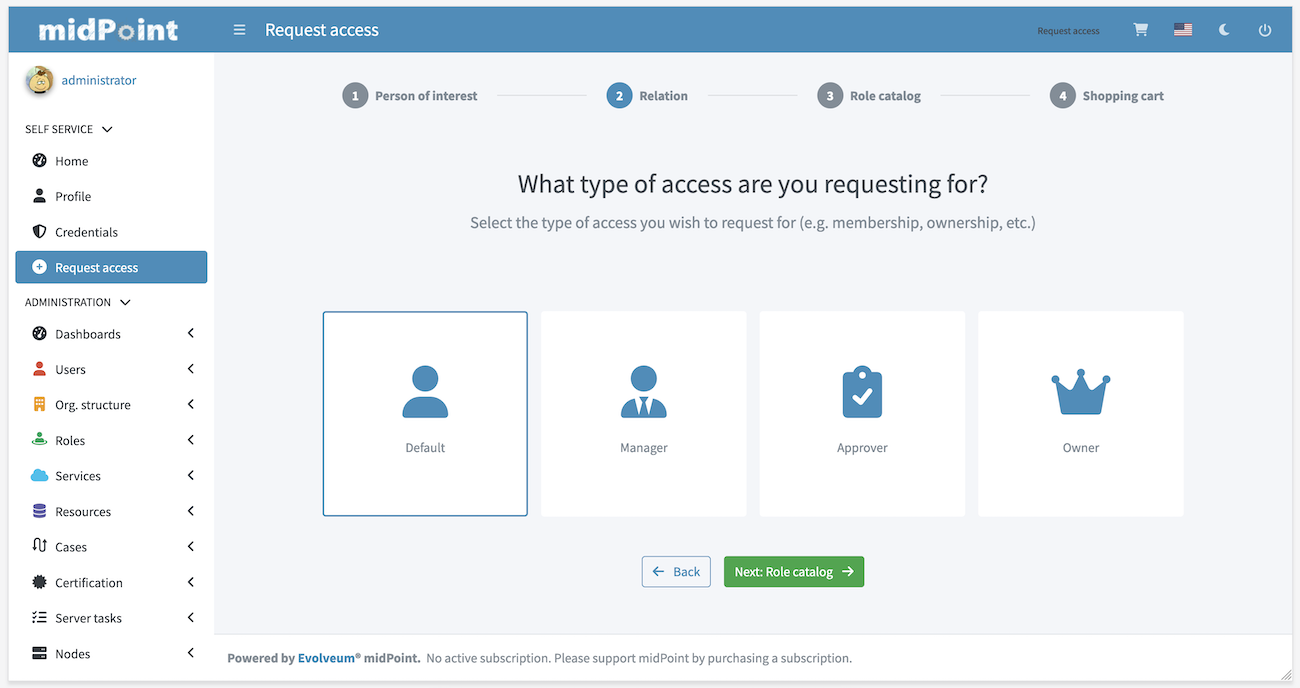 midPoint
Request access
Request access
administrator
SELF SERVICE
Home
Profile
Credentials
Request access
ADMINISTRATION
Dashboards
Users
Org. structure
Roles
Services
Resources
Cases
Certification
Server tasks
Nodes
1 Person of interest
2 Relation
3 Role catalog
4 Shopping cart
What type of access are you requesting for?
Select the type of access you wish to request for (e.g. membership, ownership, etc.)
Default
Manager
Approver
Owner
Back
Next: Role catalog
Powered by Evolveum® midPoint. No active subscription. Please support midPoint by purchasing a subscription.